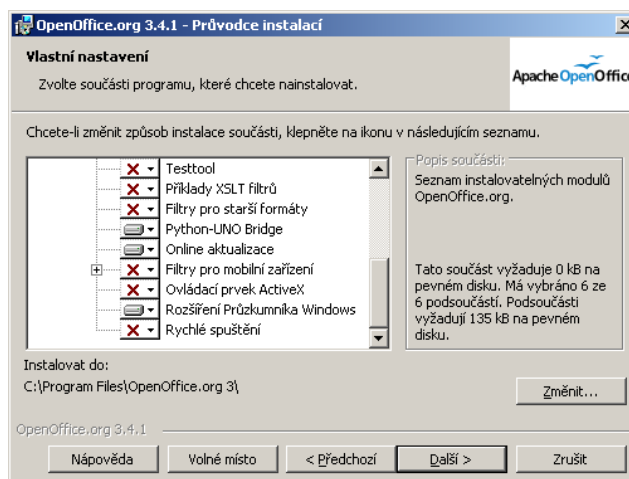 OpenOffice.org 3.4.1 - Průvodce instalací
Vlastní nastavení
Zvolte součásti programu, které chcete nainstalovat.
Apache OpenOffice
Chcete-li změnit způsob instalace součásti, klepněte na ikonu v následujícím seznamu.
Testtool
Příklady XSLT filtrů
Filtry pro starší formáty
Python-UNO Bridge
Online aktualizace
Filtry pro mobilní zařízení
Ovládací prvek ActiveX
Rozšíření Průzkumníka Windows
Rychlé spuštění
Popis součásti:
Seznam instalovatelných modulů
OpenOffice.org.
Tato součást vyžaduje 0 kB na
pevném disku. Má vybráno 6 ze
6 podsoučástí. Podsoučásti
vyžadují 135 kB na pevném
disku.
Instalovat do:
C:\Program Files\OpenOffice.org 3\
Změnit...
OpenOffice.org 3.4.1
Nápověda
Volné místo
< Předchozí
Další >
Zrušit